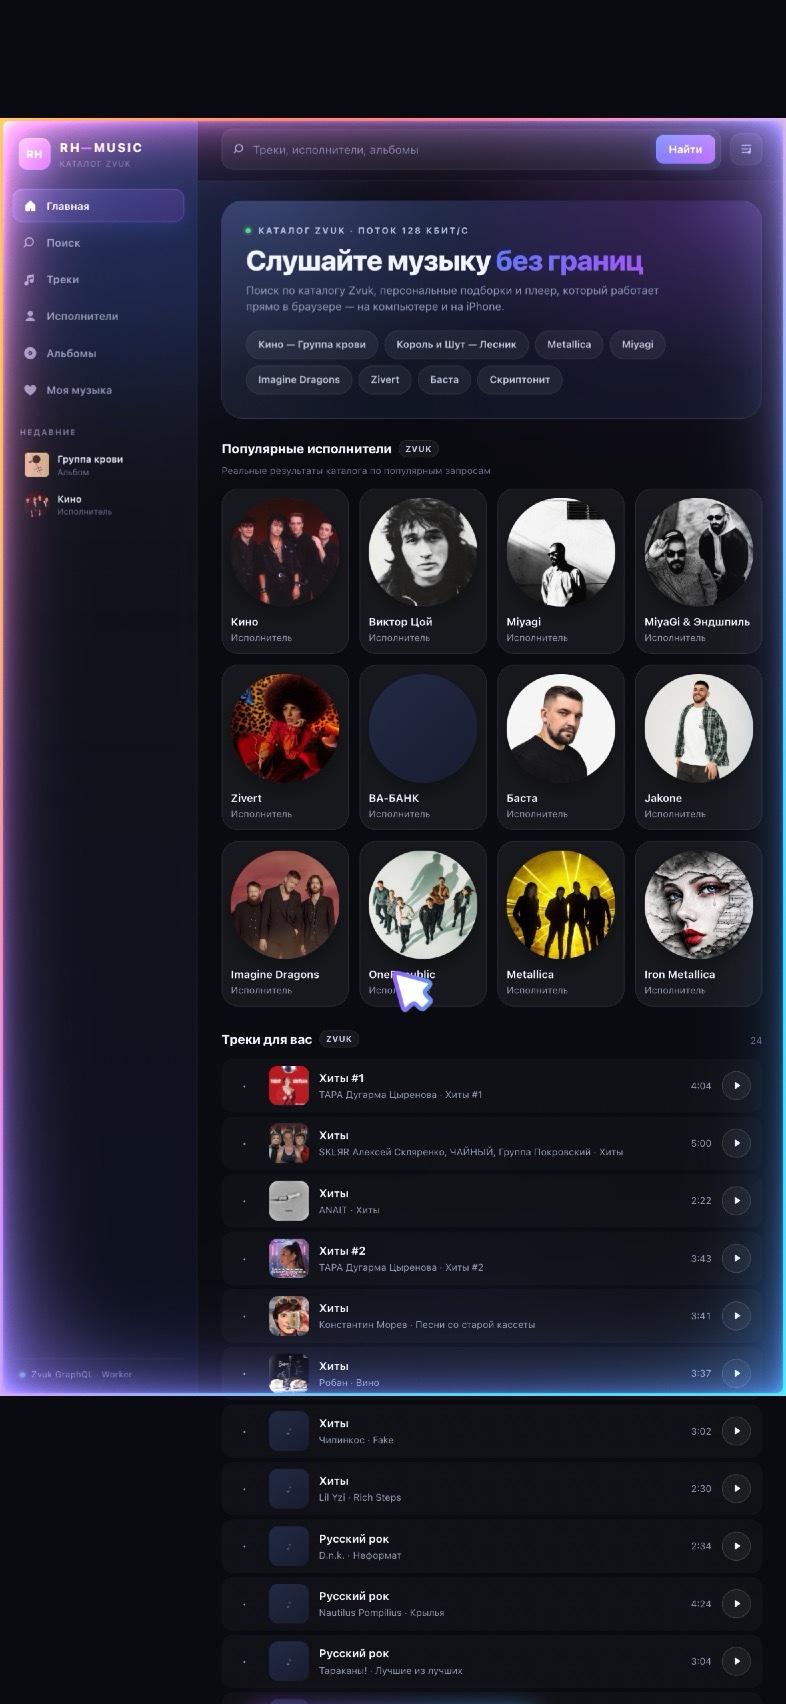 RH
RH—MUSIC
КАТАЛОГ ZVUK
Треки, исполнители, альбомы
Найти
Главная
Поиск
Треки
Исполнители
Альбомы
Моя музыка
НЕДАВНИЕ
Группа крови
Альбом
Кино
Исполнитель
КАТАЛОГ ZVUK · ПОТОК 128 КБИТ/С
Слушайте музыку без границ
Поиск по каталогу Zvuk, персональные подборки и плеер, который работает
прямо в браузере — на компьютере и на iPhone.
Кино — Группа крови
Король и Шут — Лесник
Metallica
Miyagi
Imagine Dragons
Zivert
Баста
Скриптонит
Популярные исполнители
ZVUK
Реальные результаты каталога по популярным запросам
Кино
Исполнитель
Виктор Цой
Исполнитель
Miyagi
Исполнитель
MiyaGi & Эндшпиль
Исполнитель
Zivert
Исполнитель
ВА-БАНК
Исполнитель
Баста
Исполнитель
Jakone
Исполнитель
Imagine Dragons
Исполнитель
Metallica
Исполнитель
Iron Metallica
Исполнитель
Треки для вас
ZVUK
24
Хиты #1
ТАРА Дугарма Цыренова · Хиты #1
4:04
Хиты
SKLЯR Алексей Скляренко, ЧАЙНЫЙ, Группа Покровский · Хиты
5:00
Хиты
ANAIT · Хиты
2:22
Хиты #2
ТАРА Дугарма Цыренова · Хиты #2
3:43
Хиты
Константин Морев · Песни со старой кассеты
3:41
Хиты
Робан · Вино
3:37
Zvuk GraphQL · Worker
Хиты
Чипинкос · Fake
3:02
Хиты
Lil Yzi · Rich Steps
2:30
Русский рок
D.n.k. · Неформат
2:34
Русский рок
Nautilus Pompilius · Крылья
4:24
Русский рок
Тараканы! · Лучшие из лучших
3:04